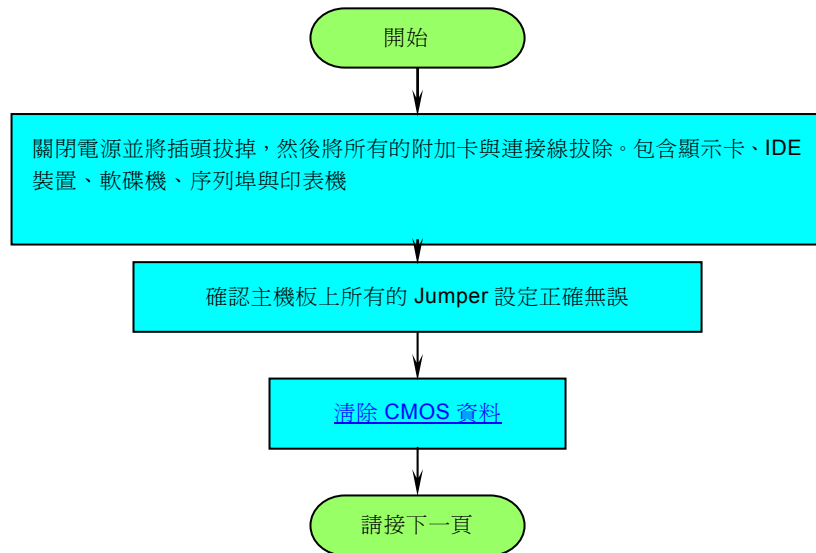 開始
關閉電源並將插頭拔掉，然後將所有的附加卡與連接線拔除。包含顯示卡、IDE
裝置、軟碟機、序列埠與印表機
確認主機板上所有的 Jumper 設定正確無誤
清除 CMOS 資料
請接下一頁